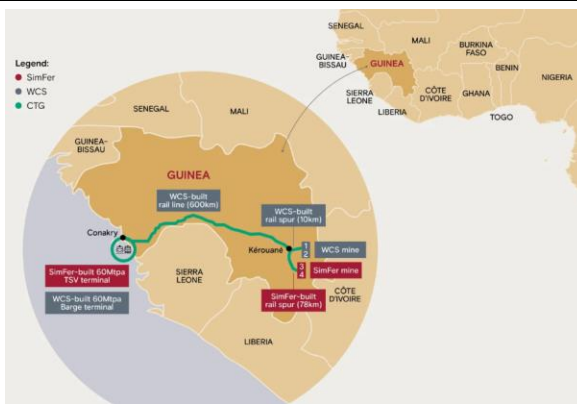 Legend:
SimFer
WCS
CTG
SENEGAL
MALI
GUINEA-
BISSAU
GUINEA
BURKINA
FASO
BENIN
NIGERIA
SIERRA
LEONE
LIBERIA
CÔTE
D'IVOIRE
GHANA
TOGO
SENEGAL
MALI
GUINEA-
BISSAU
GUINEA
WCS-built
rail line (600km)
WCS-built
rail spur (10km)
Conakry
Kérouané
1
2
WCS mine
3
4
SimFer mine
SimFer-built 60Mtpa
TSV terminal
WCS-built 60Mtpa
Barge terminal
SIERRA
LEONE
SimFer-built
rail spur (78km)
CÔTE
D'IVOIRE
LIBERIA